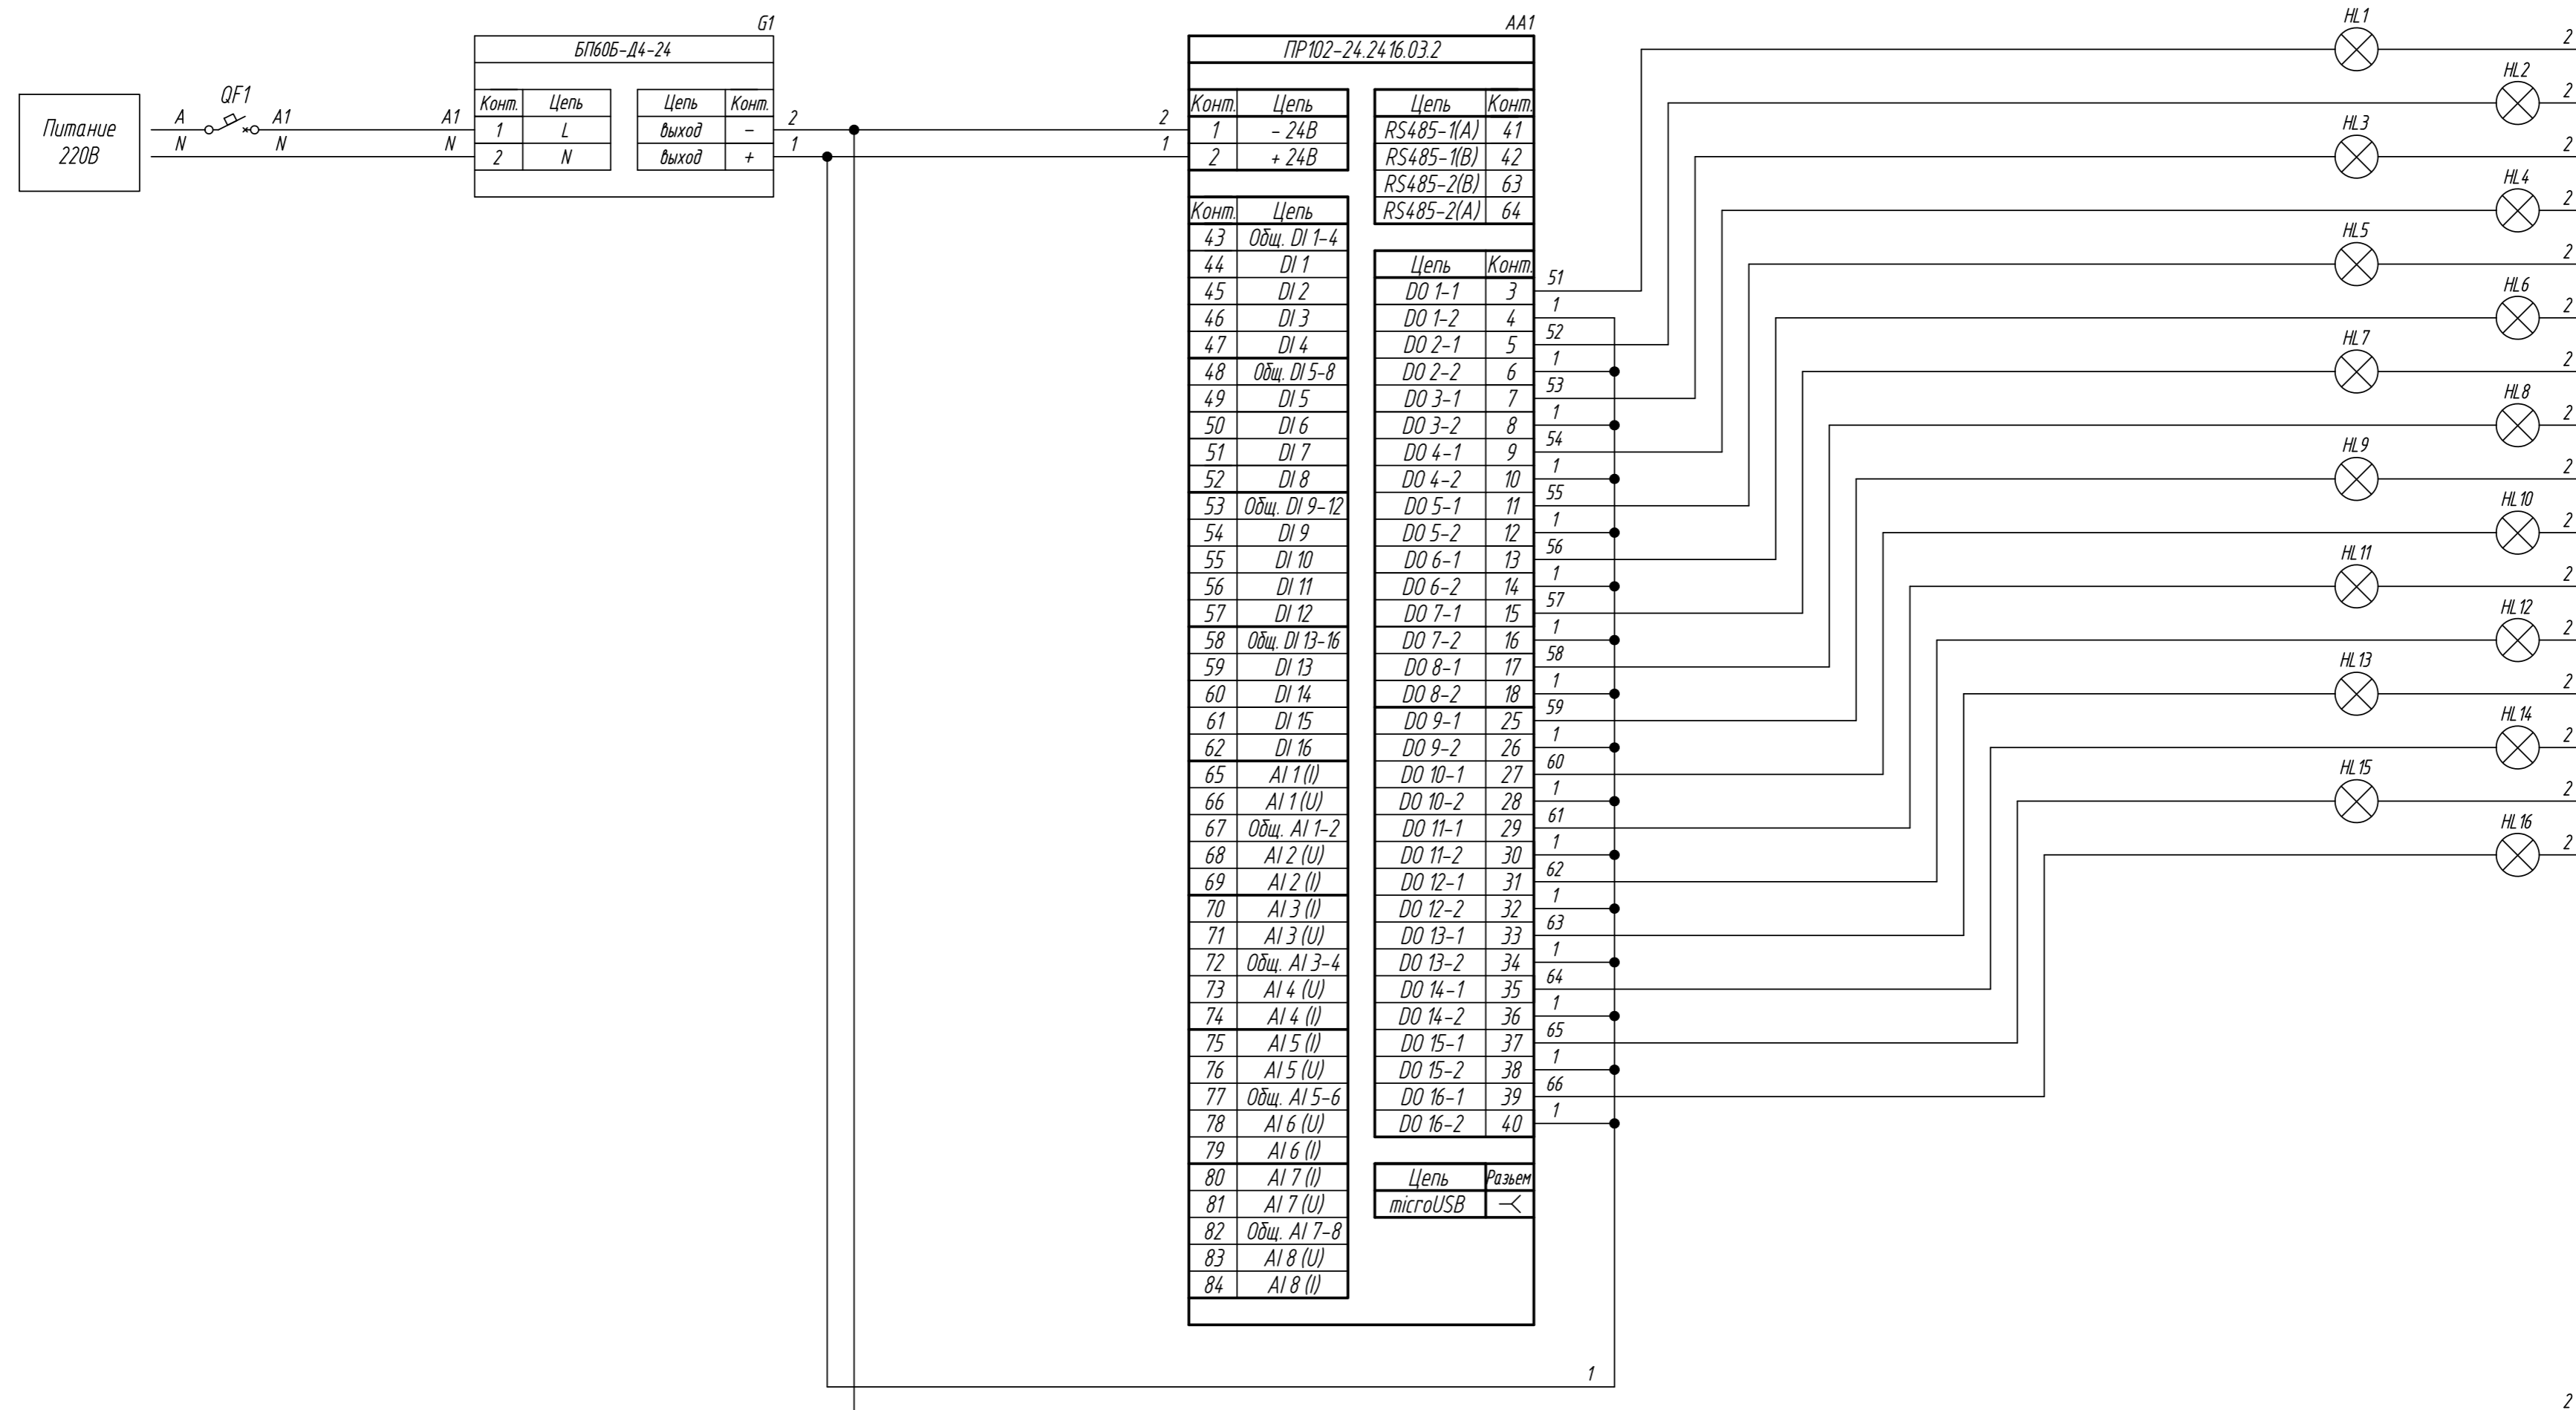 G1
БП60Б-Д4-24
Конт. Цепь Цепь Конт.
1 L выход -
2 N выход +
Питание
220В
QF1
A A1 A1
N N N
2 2
1 1
AA1
ПР102-24.2416.03.2
Конт. Цепь
1 - 24В
2 + 24В
Конт. Цепь
43 Общ. DI 1-4
44 DI 1
45 DI 2
46 DI 3
47 DI 4
48 Общ. DI 5-8
49 DI 5
50 DI 6
51 DI 7
52 DI 8
53 Общ. DI 9-12
54 DI 9
55 DI 10
56 DI 11
57 DI 12
58 Общ. DI 13-16
59 DI 13
60 DI 14
61 DI 15
62 DI 16
65 AI 1 (I)
66 AI 1 (U)
67 Общ. AI 1-2
68 AI 2 (U)
69 AI 2 (I)
70 AI 3 (I)
71 AI 3 (U)
72 Общ. AI 3-4
73 AI 4 (U)
74 AI 4 (I)
75 AI 5 (I)
76 AI 5 (U)
77 Общ. AI 5-6
78 AI 6 (U)
79 AI 6 (I)
80 AI 7 (I)
81 AI 7 (U)
82 Общ. AI 7-8
83 AI 8 (U)
84 AI 8 (I)
Цепь Конт.
RS485-1(A) 41
RS485-1(B) 42
RS485-2(B) 63
RS485-2(A) 64
Цепь Конт.
DO 1-1 3 51
DO 1-2 4 1
DO 2-1 5 52
DO 2-2 6 1
DO 3-1 7 53
DO 3-2 8 1
DO 4-1 9 54
DO 4-2 10 1
DO 5-1 11 55
DO 5-2 12 1
DO 6-1 13 56
DO 6-2 14 1
DO 7-1 15 57
DO 7-2 16 1
DO 8-1 17 58
DO 8-2 18 1
DO 9-1 25 59
DO 9-2 26 1
DO 10-1 27 60
DO 10-2 28 1
DO 11-1 29 61
DO 11-2 30 1
DO 12-1 31 62
DO 12-2 32 1
DO 13-1 33 63
DO 13-2 34 1
DO 14-1 35 64
DO 14-2 36 1
DO 15-1 37 65
DO 15-2 38 1
DO 16-1 39 66
DO 16-2 40 1
Цепь Разъем
microUSB
1
HL1 2
HL2 2
HL3 2
HL4 2
HL5 2
HL6 2
HL7 2
HL8 2
HL9 2
HL10 2
HL11 2
HL12 2
HL13 2
HL14 2
HL15 2
HL16 2
2